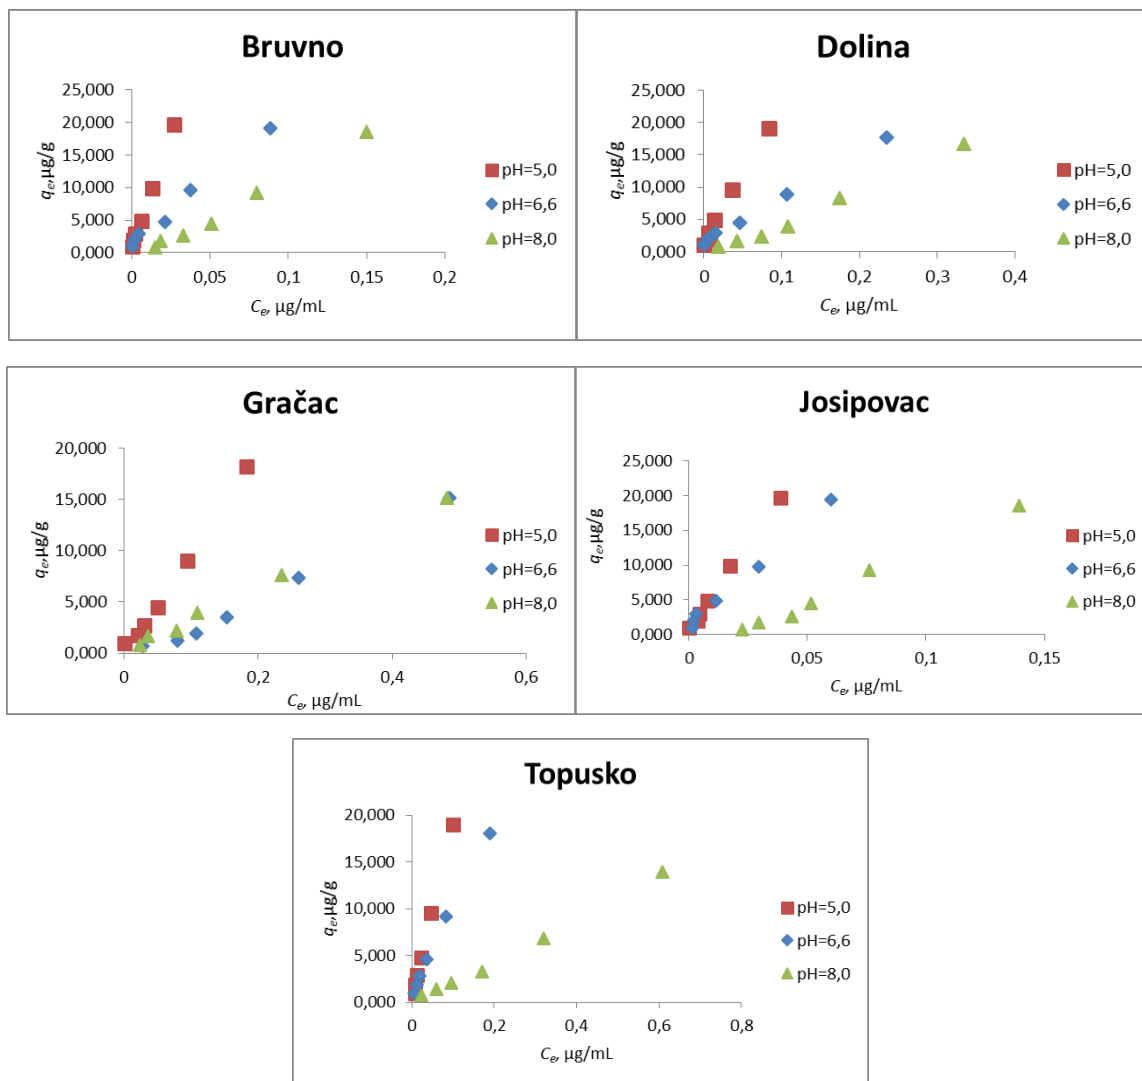 Bruvno
25,000
20,000
15,000
10,000
5,000
0,000
qe,µg/g
0
0,05
0,1
0,15
0,2
Ce, µg/mL
pH=5,0
pH=6,6
pH=8,0
Dolina
25,000
20,000
15,000
10,000
5,000
0,000
qe,µg/g
0
0,1
0,2
0,3
0,4
Ce, µg/mL
pH=5,0
pH=6,6
pH=8,0
Gračac
20,000
15,000
10,000
5,000
0,000
qe,µg/g
0
0,2
0,4
0,6
Ce, µg/mL
pH=5,0
pH=6,6
pH=8,0
Josipovac
25,000
20,000
15,000
10,000
5,000
0,000
qe,µg/g
0
0,05
0,1
0,15
Ce, µg/mL
pH=5,0
pH=6,6
pH=8,0
Topusko
20,000
15,000
10,000
5,000
0,000
qe,µg/g
0
0,2
0,4
0,6
0,8
Ce, µg/mL
pH=5,0
pH=6,6
pH=8,0